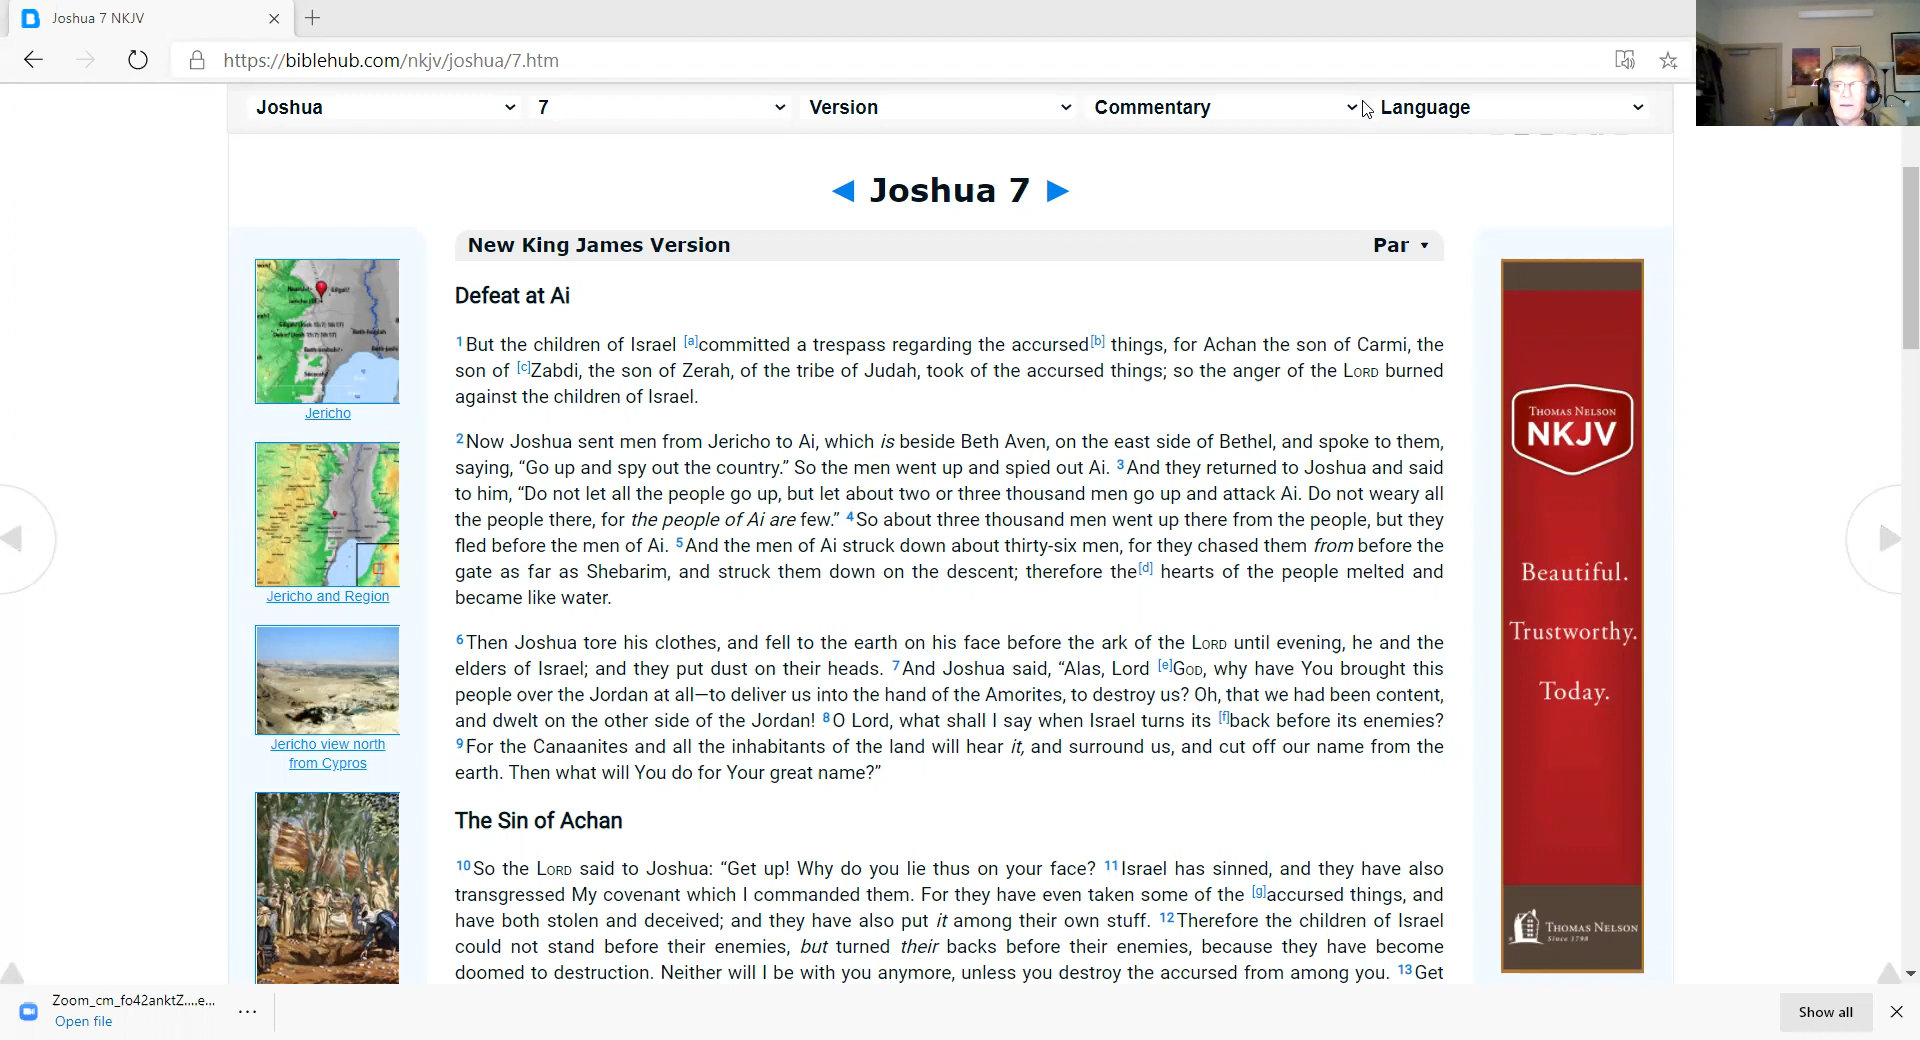 Joshua 7 NKJV
https://biblehub.com/nkjv/joshua/7.htm
Joshua 7 Version Commentary Language
Joshua 7
New King James Version Par
Defeat at Ai
1But the children of Israel [a]committed a trespass regarding the accursed[b] things, for Achan the son of Carmi, the
son of [c]Zabdi, the son of Zerah, of the tribe of Judah, took of the accursed things; so the anger of the LORD burned
against the children of Israel.
2Now Joshua sent men from Jericho to Ai, which is beside Beth Aven, on the east side of Bethel, and spoke to them,
saying, “Go up and spy out the country.” So the men went up and spied out Ai. 3And they returned to Joshua and said
to him, “Do not let all the people go up, but let about two or three thousand men go up and attack Ai. Do not weary all
the people there, for the people of Ai are few.” 4So about three thousand men went up there from the people, but they
fled before the men of Ai. 5And the men of Ai struck down about thirty-six men, for they chased them from before the
gate as far as Shebarim, and struck them down on the descent; therefore the[d] hearts of the people melted and
became like water.
6Then Joshua tore his clothes, and fell to the earth on his face before the ark of the LORD until evening, he and the
elders of Israel; and they put dust on their heads. 7And Joshua said, “Alas, Lord [e]GOD, why have You brought this
people over the Jordan at all—to deliver us into the hand of the Amorites, to destroy us? Oh, that we had been content,
and dwelt on the other side of the Jordan! 8O Lord, what shall I say when Israel turns its [f]back before its enemies?
9For the Canaanites and all the inhabitants of the land will hear it, and surround us, and cut off our name from the
earth. Then what will You do for Your great name?”
The Sin of Achan
10So the LORD said to Joshua: “Get up! Why do you lie thus on your face? 11Israel has sinned, and they have also
transgressed My covenant which I commanded them. For they have even taken some of the [g]accursed things, and
have both stolen and deceived; and they have also put it among their own stuff. 12Therefore the children of Israel
could not stand before their enemies, but turned their backs before their enemies, because they have become
doomed to destruction. Neither will I be with you anymore, unless you destroy the accursed from among you. 13Get
Jericho
Jericho and Region
Jericho view north
from Cypros
THOMAS NELSON
NKJV
Beautiful.
Trustworthy.
Today.
THOMAS NELSON
Since 1798
Zoom_cm_fo42anktZ....e...
Open file
Show all